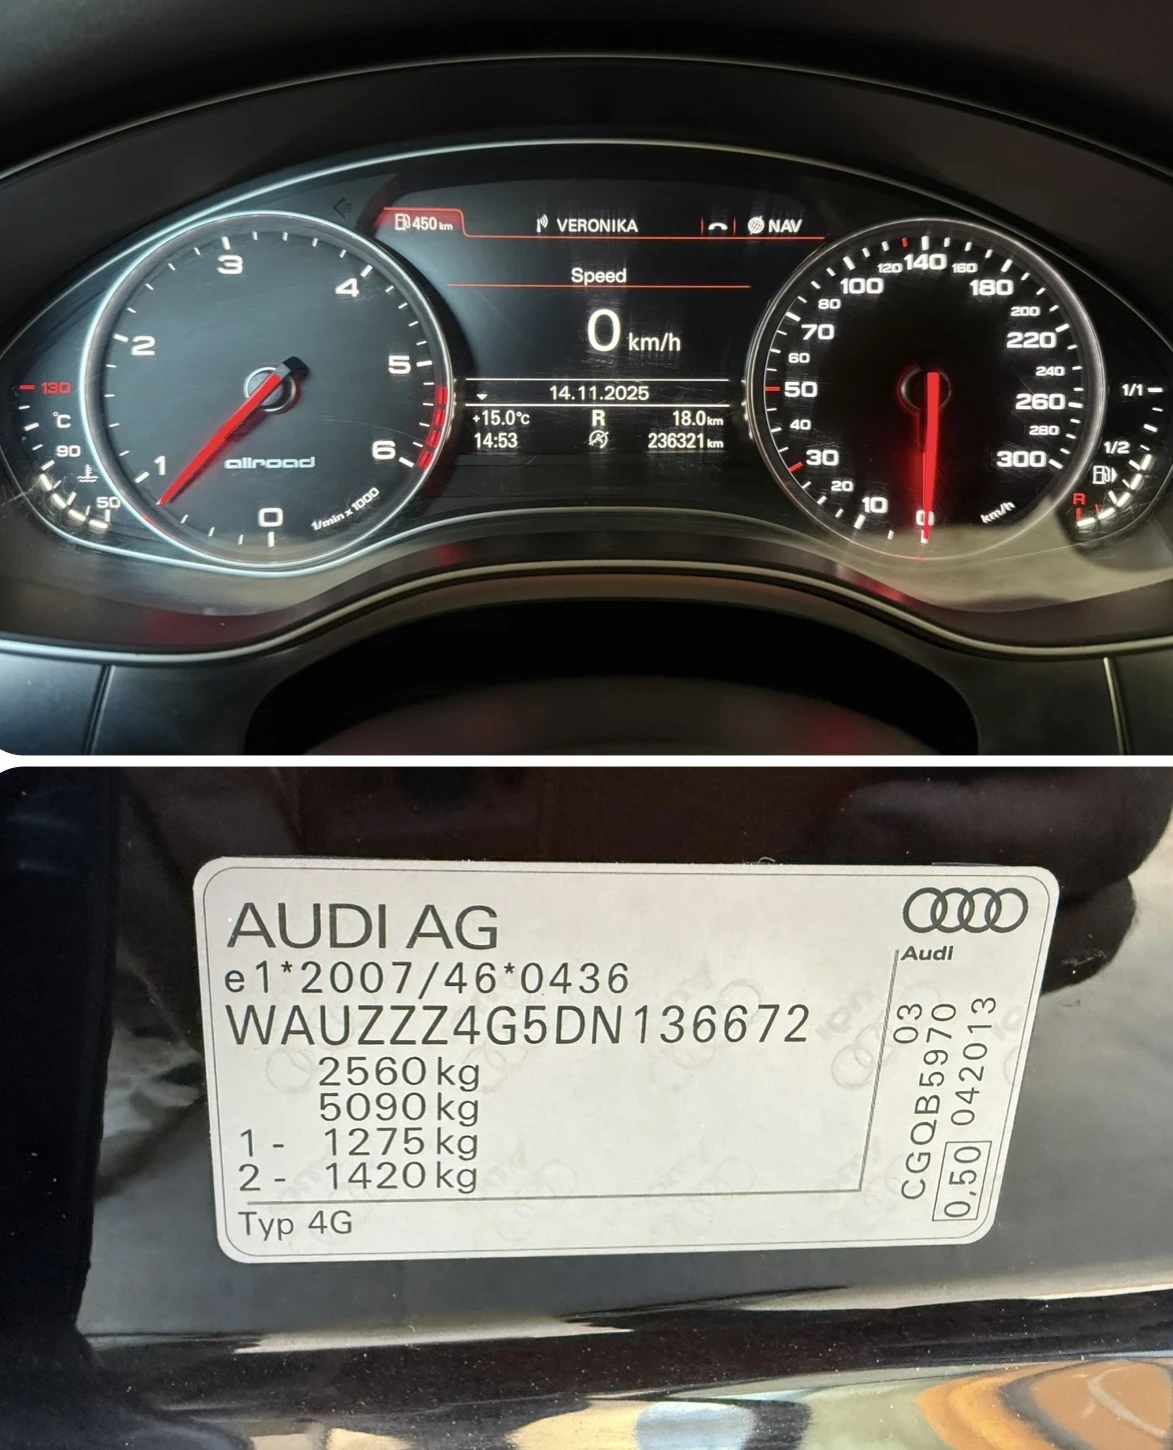 450 km
VERONIKA
NAV
Speed
0 km/h
14.11.2025
+15.0°C R 18.0 km
14:53 236321 km
0
1
2
3
4
5
6
allroad
1/min x 1000
130
°C
90
50
0
10
20
30
40
50
60
70
80
100
120
140
160
180
200
220
240
260
280
300
km/h
1/1
1/2
R
AUDI AG
Audi
e1*2007/46*0436
WAUZZZ4G5DN136672
2560 kg
5090 kg
1 - 1275 kg
2 - 1420 kg
Typ 4G
03
CGQB5970
0,50 042013